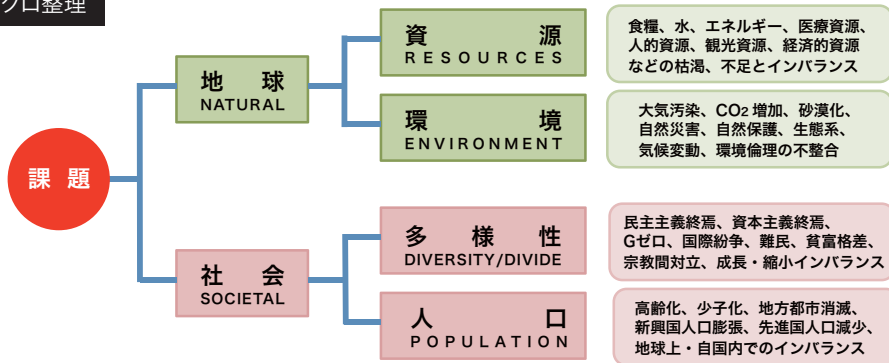 クロ整理
課 題
地 球
NATURAL
社 会
SOCIETAL
資 源
RESOURCES
環 境
ENVIRONMENT
多 様 性
DIVERSITY/DIVIDE
人 口
POPULATION
食糧、水、エネルギー、医療資源、
人的資源、観光資源、経済的資源
などの枯渇、不足とインバランス
大気汚染、CO2 増加、砂漠化、
自然災害、自然保護、生態系、
気候変動、環境倫理の不整合
民主主義終焉、資本主義終焉、
Gゼロ、国際紛争、難民、貧富格差、
宗教間対立、成長・縮小インバランス
高齢化、少子化、地方都市消滅、
新興国人口膨張、先進国人口減少、
地球上・自国内でのインバランス